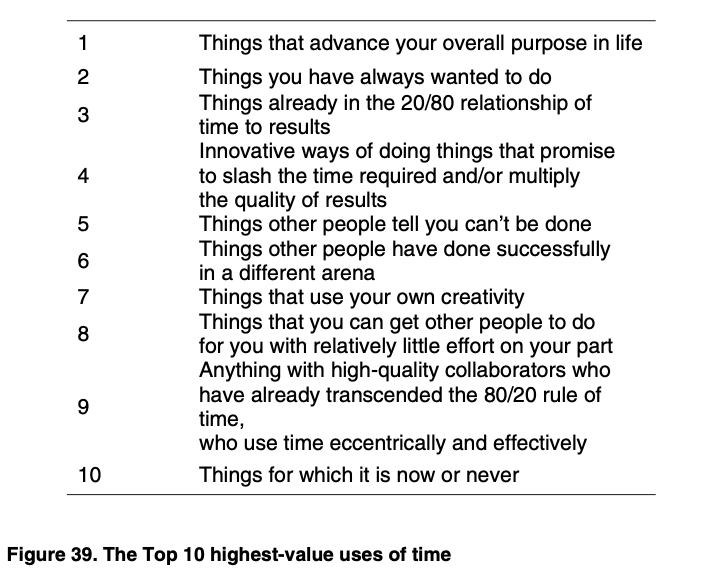 1 Things that advance your overall purpose in life
2 Things you have always wanted to do
3 Things already in the 20/80 relationship of
time to results
4 Innovative ways of doing things that promise
to slash the time required and/or multiply
the quality of results
5 Things other people tell you can’t be done
6 Things other people have done successfully
in a different arena
7 Things that use your own creativity
8 Things that you can get other people to do
for you with relatively little effort on your part
9 Anything with high-quality collaborators who
have already transcended the 80/20 rule of
time,
who use time eccentrically and effectively
10 Things for which it is now or never
Figure 39. The Top 10 highest-value uses of time